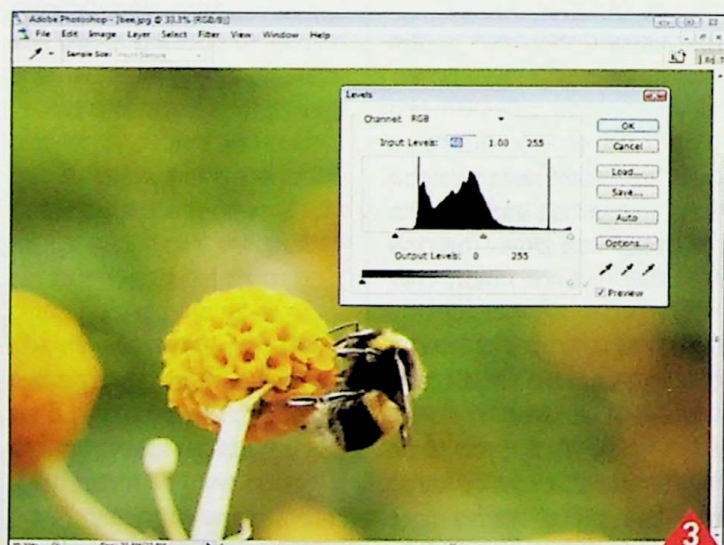 Adobe Photoshop - [bee.jpg @ 33.3% (RGB/8)]
File Edit Image Layer Select Filter View Window Help
Sample Size:
Levels
Channel: RGB
OK
Input Levels: 1.00 255
Cancel
Load...
Save...
Auto
Options...
Output Levels: 0 255
Preview
3